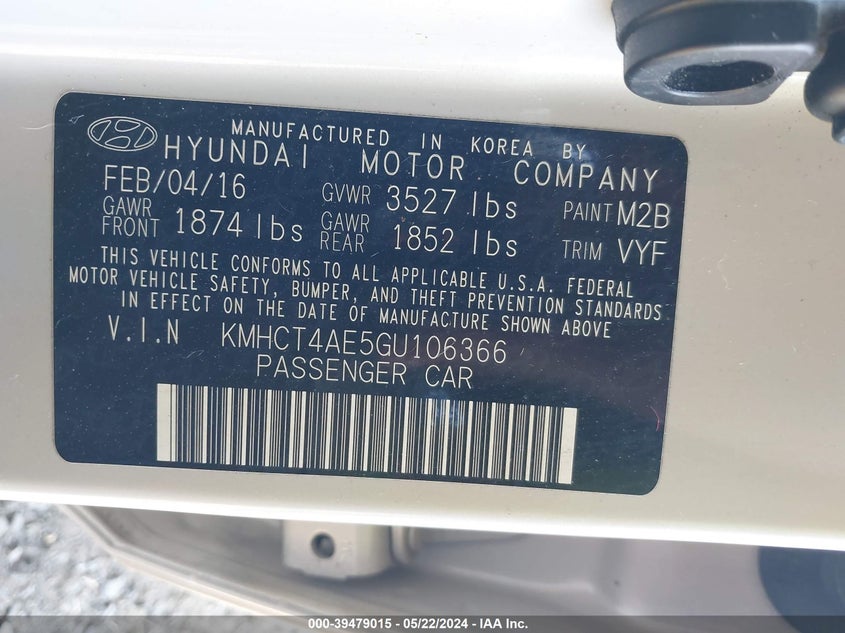 MANUFACTURED IN KOREA BY
HYUNDAI MOTOR COMPANY
FEB/04/16 GVWR 3527 lbs PAINT M2B
GAWR FRONT 1874 lbs GAWR REAR 1852 lbs TRIM VYF
THIS VEHICLE CONFORMS TO ALL APPLICABLE U.S.A. FEDERAL
MOTOR VEHICLE SAFETY, BUMPER, AND THEFT PREVENTION STANDARDS
IN EFFECT ON THE DATE OF MANUFACTURE SHOWN ABOVE
V.I.N KMHCT4AE5GU106366
PASSENGER CAR
000-39479015 - 05/22/2024 - IAA Inc.